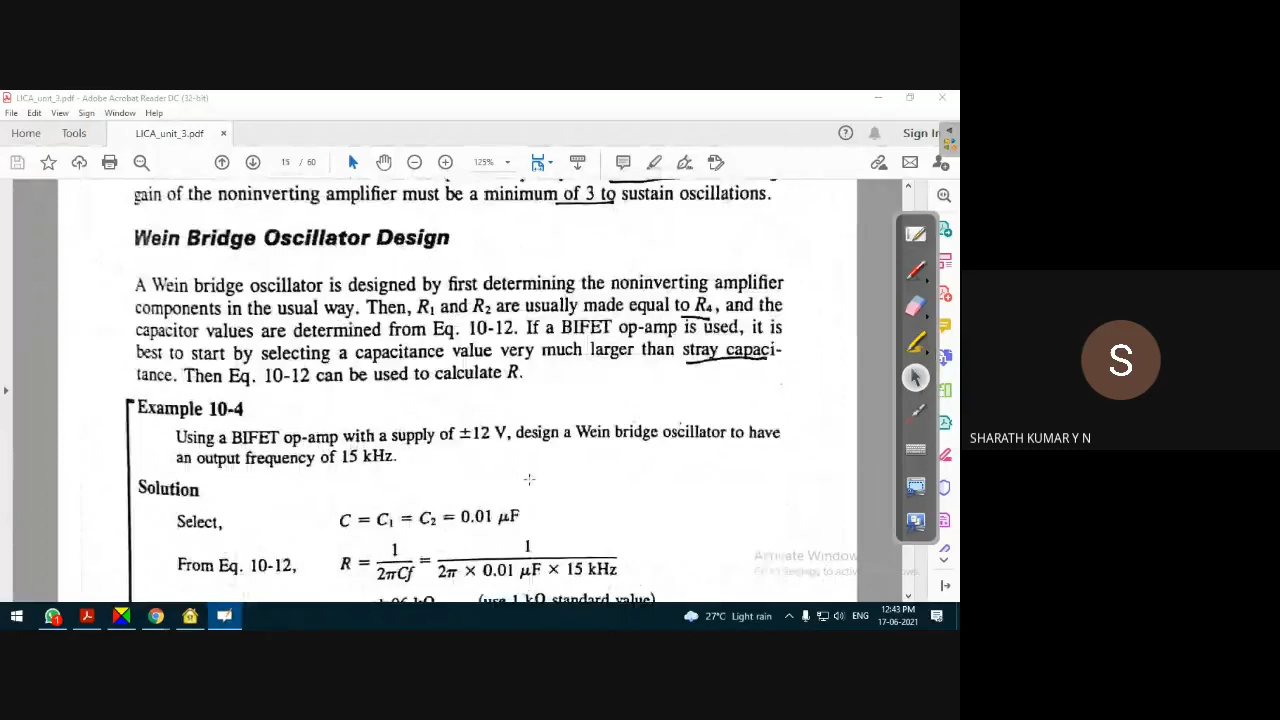 LICA_unit_3.pdf - Adobe Acrobat Reader DC (32-bit)
File Edit View Sign Window Help
Home Tools LICA_unit_3.pdf × Sign In
15 / 60 125%
gain of the noninverting amplifier must be a minimum of 3 to sustain oscillations.
Wein Bridge Oscillator Design
A Wein bridge oscillator is designed by first determining the noninverting amplifier
components in the usual way. Then, R₁ and R₂ are usually made equal to R₄, and the
capacitor values are determined from Eq. 10-12. If a BIFET op-amp is used, it is
best to start by selecting a capacitance value very much larger than stray capaci-
tance. Then Eq. 10-12 can be used to calculate R.
Example 10-4
Using a BIFET op-amp with a supply of ±12 V, design a Wein bridge oscillator to have
an output frequency of 15 kHz.
Solution
Select, C = C₁ = C₂ = 0.01 μF
From Eq. 10-12, R = 1/2πCf = 1/2π × 0.01 μF × 15 kHz
(use 1 kΩ standard value)
Activate Window
S
SHARATH KUMAR Y N
27°C Light rain ENG 12:43 PM
17-06-2021